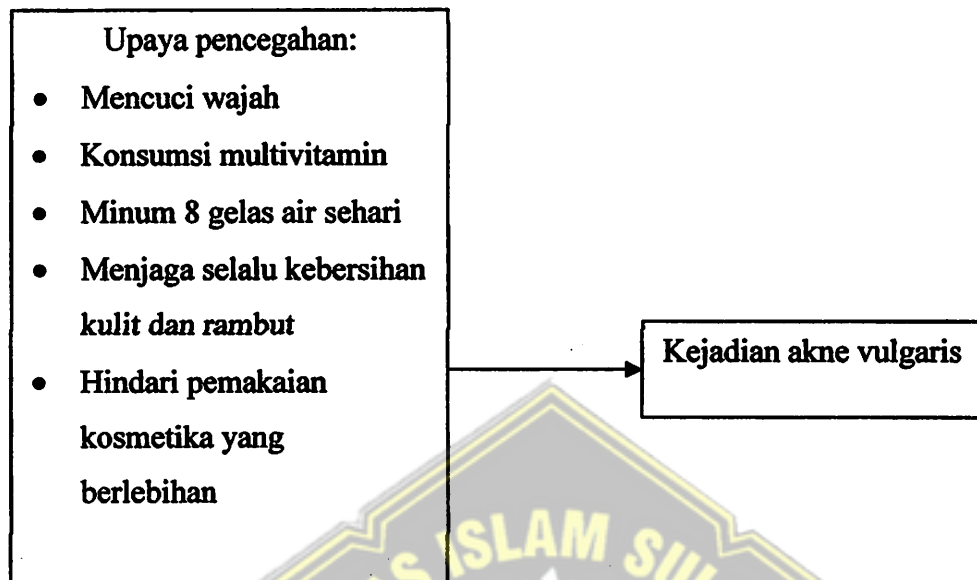 Upaya pencegahan:
• Mencuci wajah
• Konsumsi multivitamin
• Minum 8 gelas air sehari
• Menjaga selalu kebersihan
kulit dan rambut
• Hindari pemakaian
kosmetika yang
berlebihan
Kejadian akne vulgaris
ISLAM